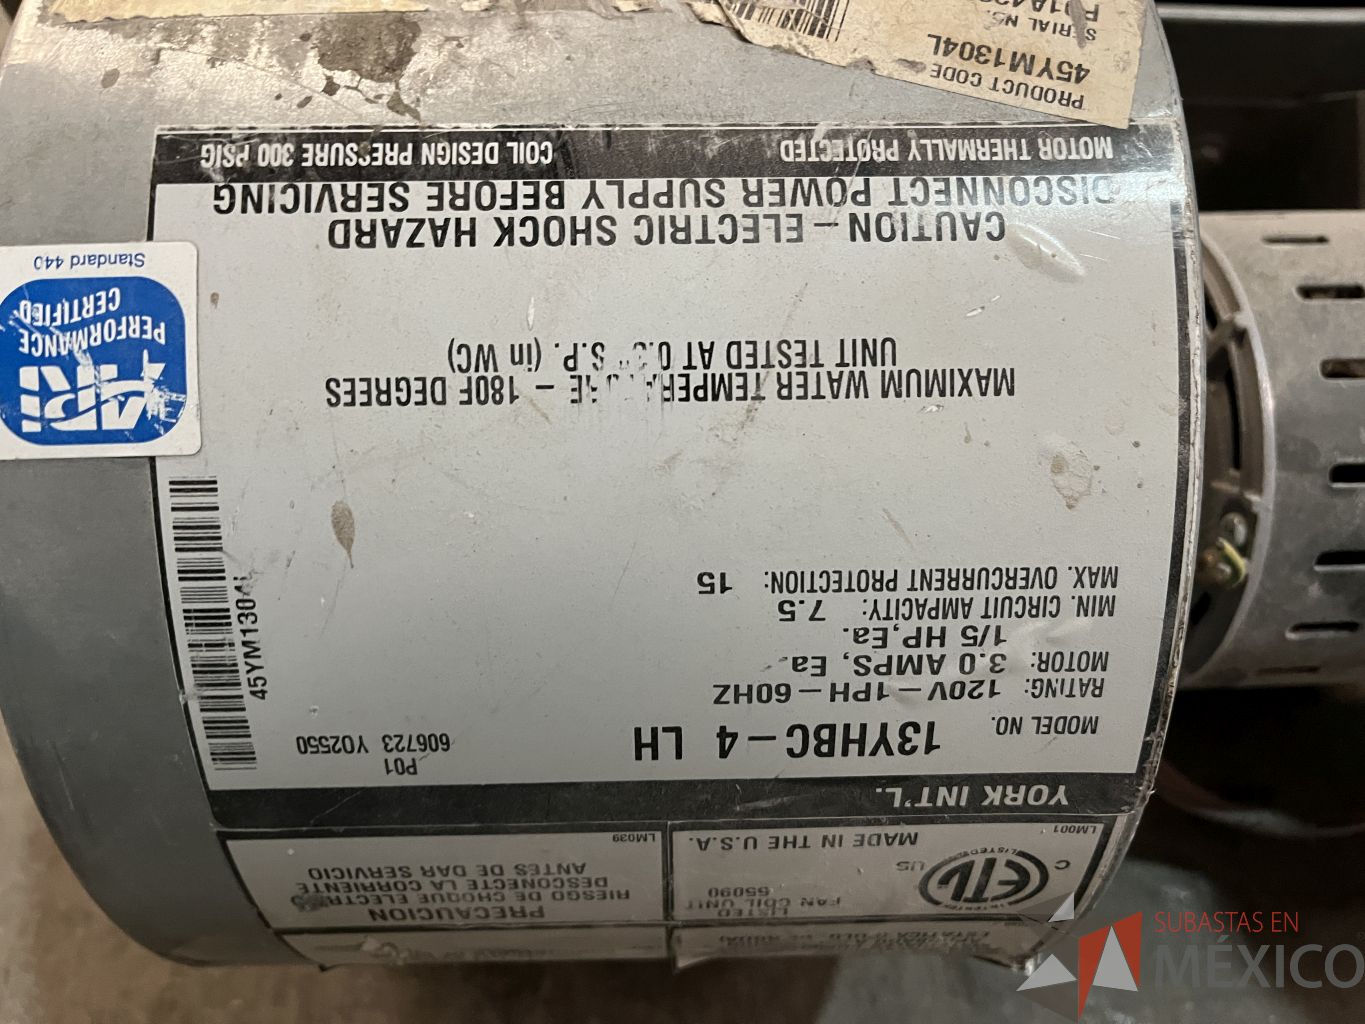 LISTED
FAN COIL UNIT
65090
ETL
LISTED
C US
MADE IN THE U.S.A.
LM001
PRECAUCION
RIESGO DE CHOQUE
DESCONECTE LA CORRIENTE
ANTES DE DAR SERVICIO
LM039
YORK INT'L.
MODEL NO. 13YHBC-4 LH
P01
606723 Y02550
RATING: 120V-1PH-60HZ
MOTOR: 3.0 AMPS, Ea.
1/5 HP,Ea.
MIN. CIRCUIT AMPACITY: 7.5
MAX. OVERCURRENT PROTECTION: 15
45YM1304L
MAXIMUM WATER TEMPERATURE - 180F DEGREES
UNIT TESTED AT S.P. (in WC)
CAUTION-ELECTRIC SHOCK HAZARD
DISCONNECT POWER SUPPLY BEFORE SERVICING
MOTOR THERMALLY PROTECTED COIL DESIGN PRESSURE 300 PSIG
ARI
PERFORMANCE
CERTIFIED
Standard 440
PRODUCT CODE
45YM1304L
SERIAL NO.
SUBASTAS EN
MÉXICO